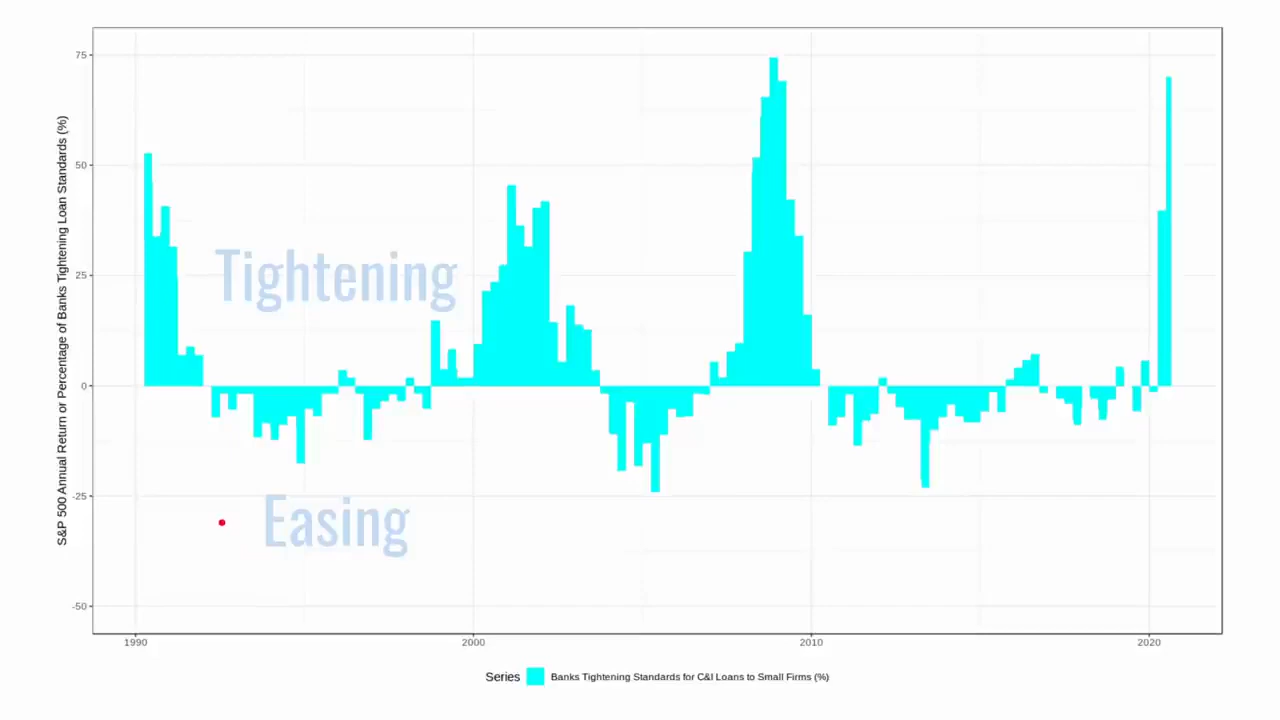 S&P 500 Annual Return or Percentage of Banks Tightening Loan Standards (%)
75
50
25
0
-25
-50
Tightening
Easing
1990
2000
2010
2020
Series
Banks Tightening Standards for C&I Loans to Small Firms (%)